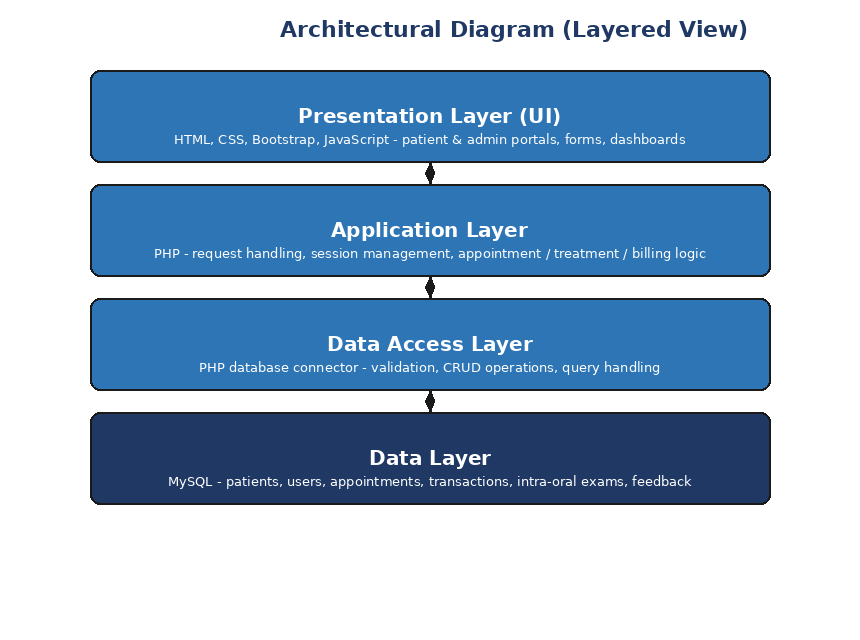 Architectural Diagram (Layered View)
Presentation Layer (UI)
HTML, CSS, Bootstrap, JavaScript - patient & admin portals, forms, dashboards
Application Layer
PHP - request handling, session management, appointment / treatment / billing logic
Data Access Layer
PHP database connector - validation, CRUD operations, query handling
Data Layer
MySQL - patients, users, appointments, transactions, intra-oral exams, feedback